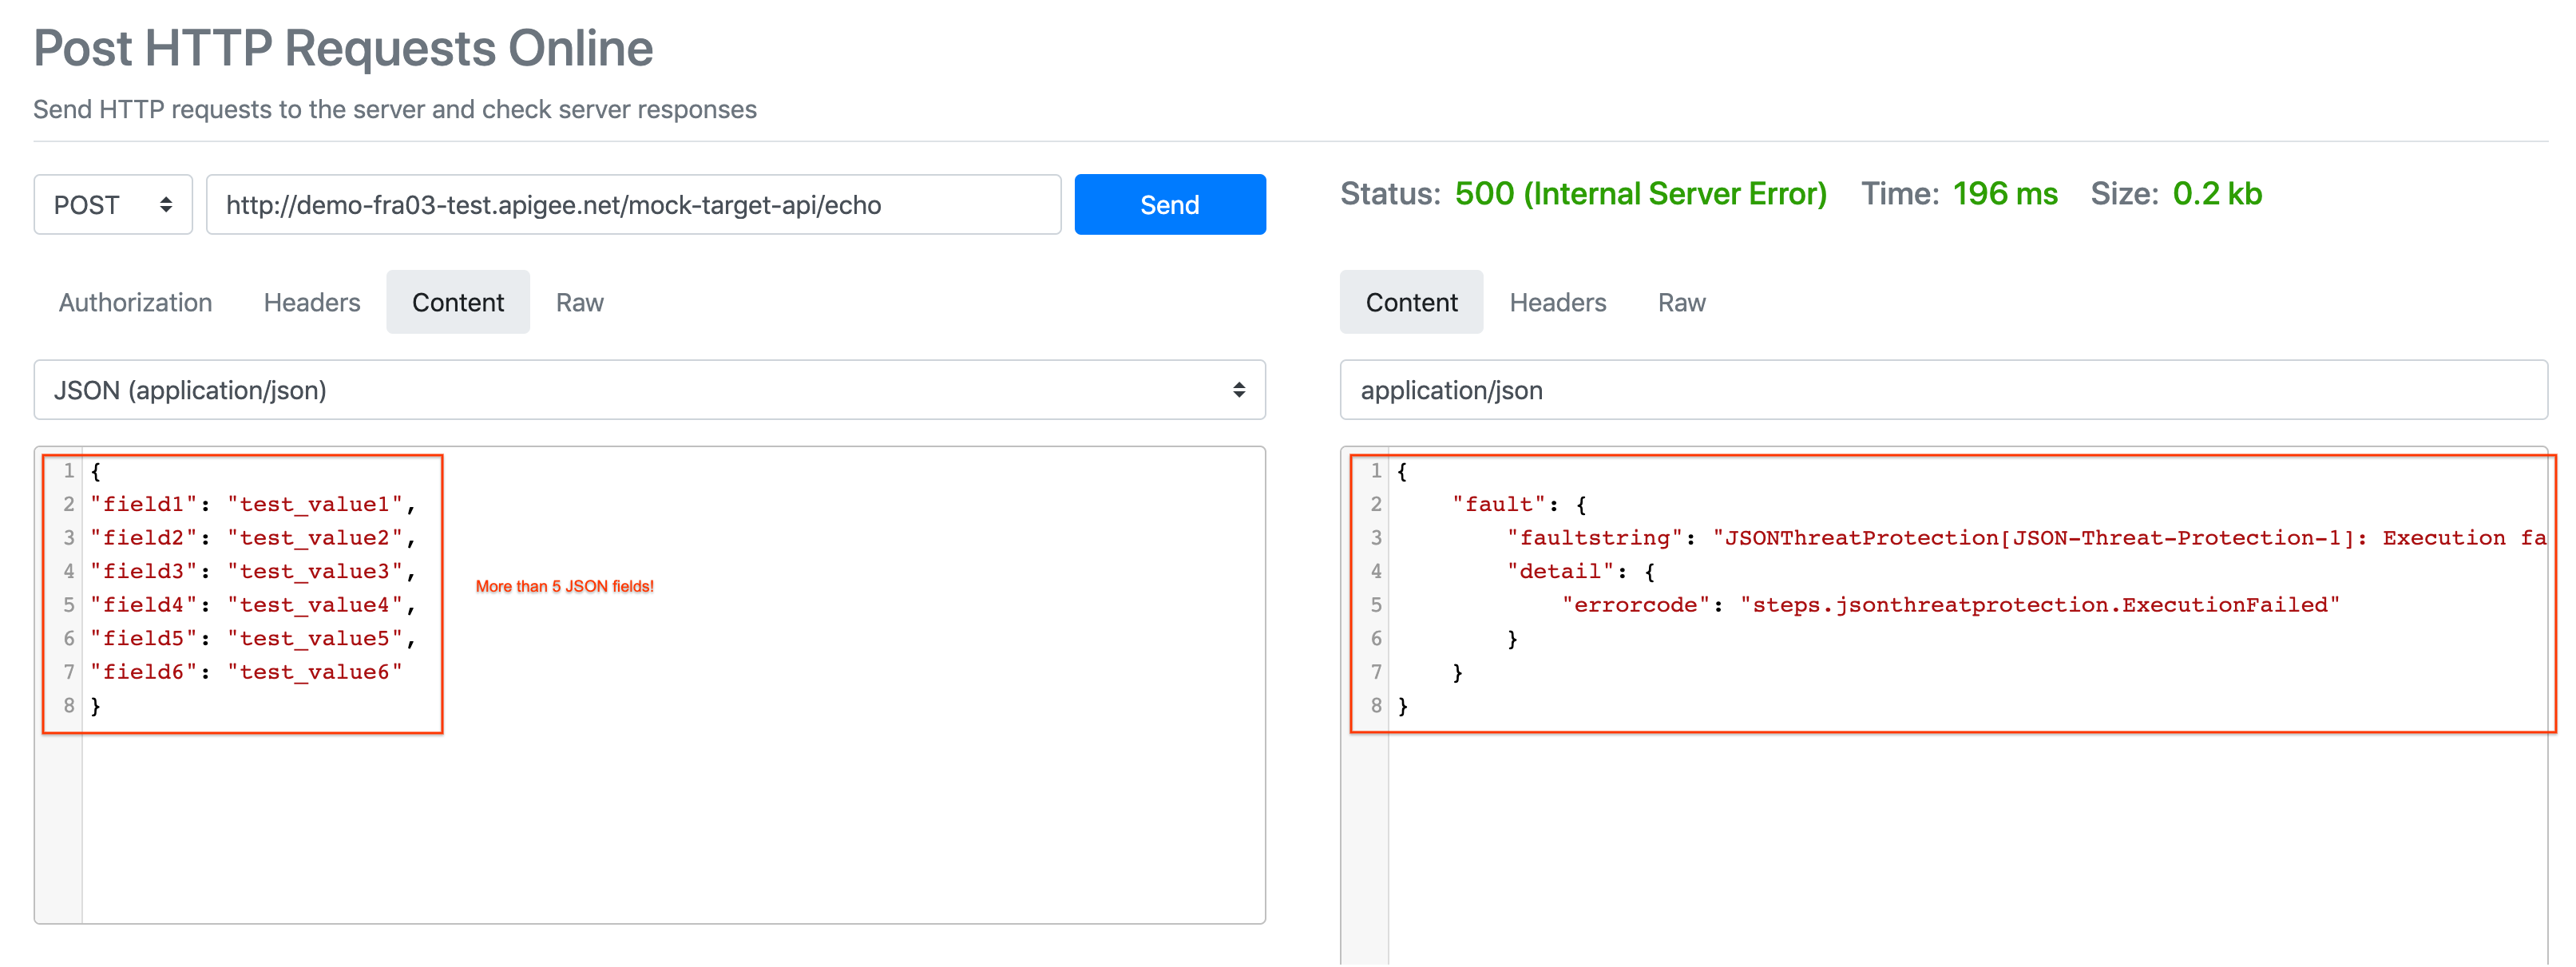 Post HTTP Requests Online
Send HTTP requests to the server and check server responses
POST http://demo-fra03-test.apigee.net/mock-target-api/echo Send
Authorization Headers Content Raw
JSON (application/json)
1 {
2 "field1": "test_value1",
3 "field2": "test_value2",
4 "field3": "test_value3",
5 "field4": "test_value4",
6 "field5": "test_value5",
7 "field6": "test_value6"
8 }
More than 5 JSON fields!
Status: 500 (Internal Server Error) Time: 196 ms Size: 0.2 kb
Content Headers Raw
application/json
1 {
2 "fault": {
3 "faultstring": "JSONThreatProtection[JSON-Threat-Protection-1]: Execution fa
4 "detail": {
5 "errorcode": "steps.jsonthreatprotection.ExecutionFailed"
6 }
7 }
8 }